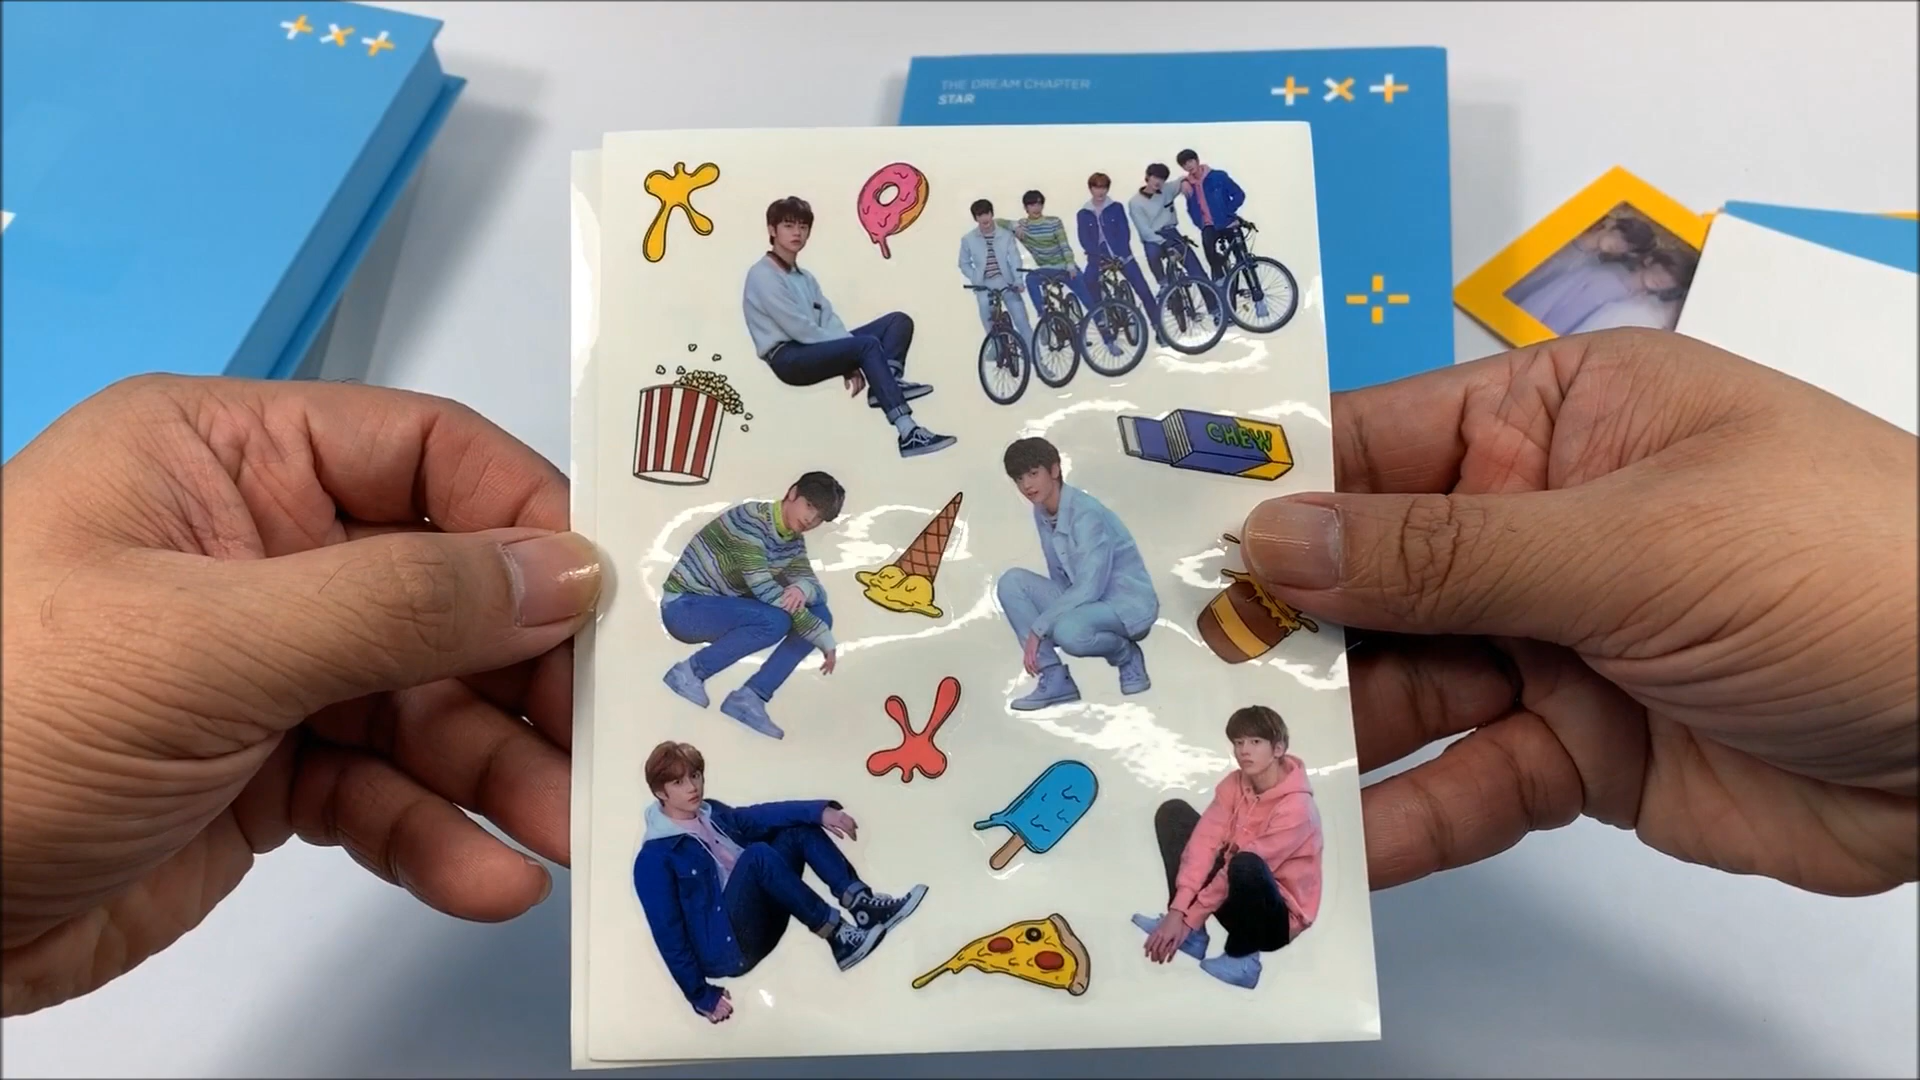 +x+
THE DREAM CHAPTER:
STAR
+x+
CHEW